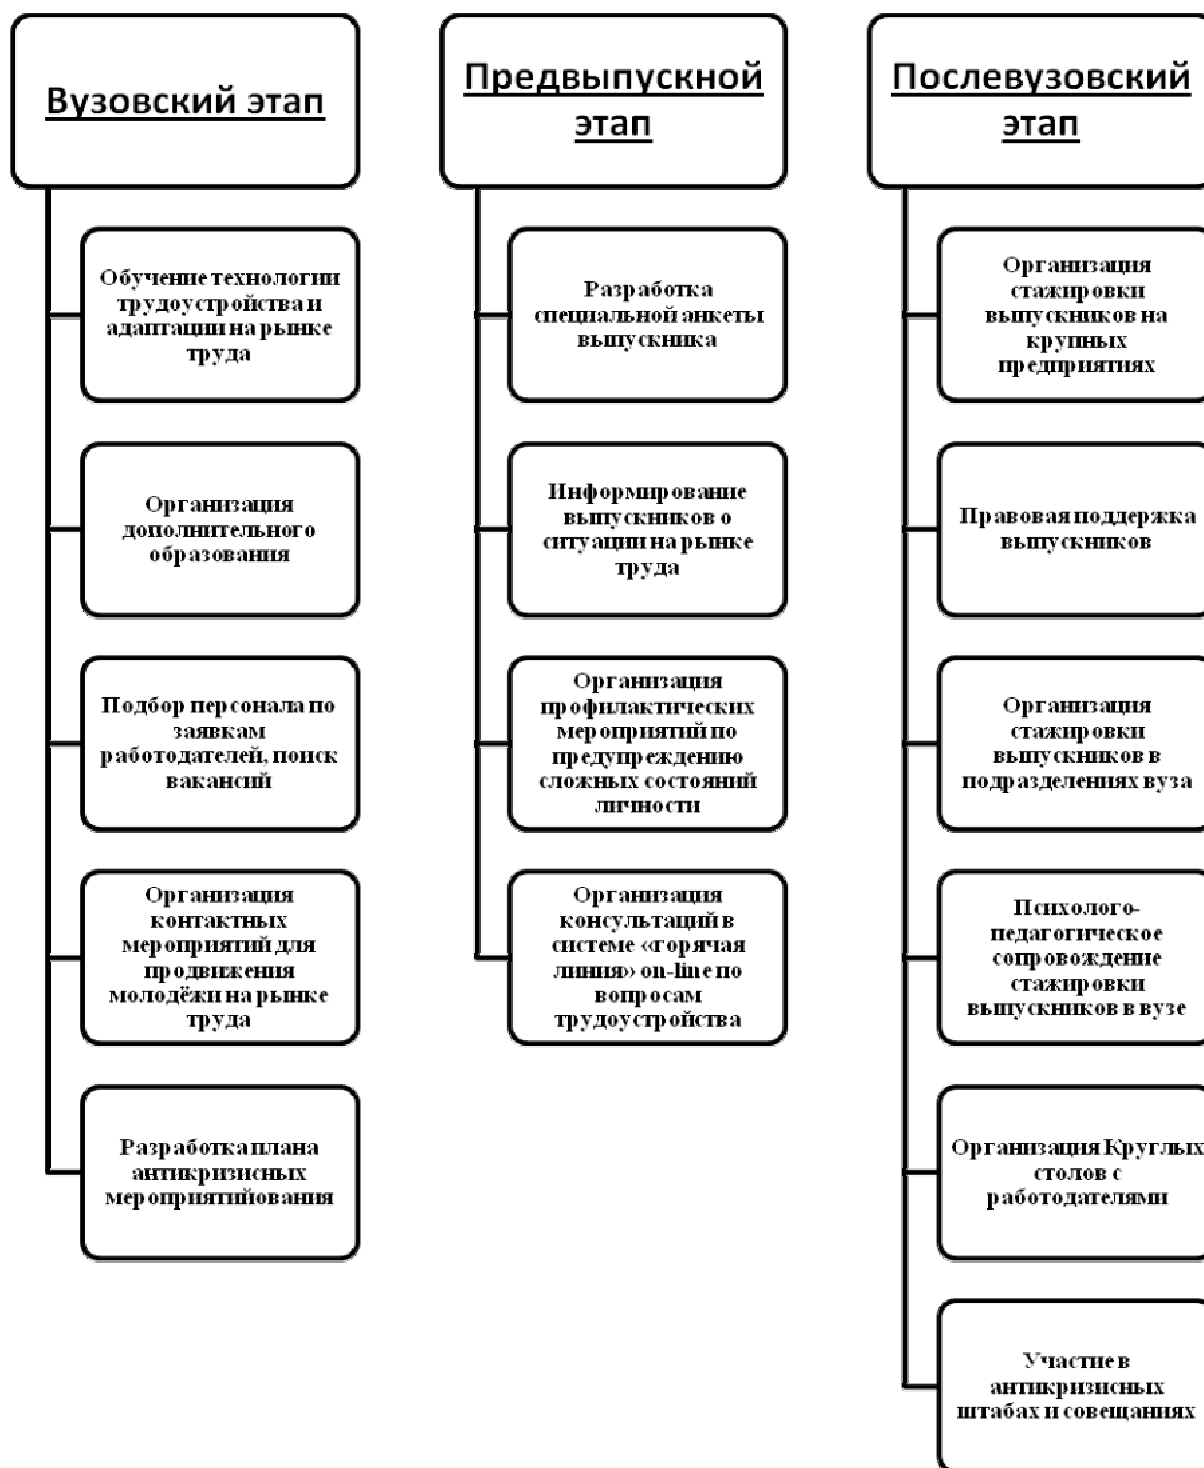 Вузовский этап
Обучение технологии
трудоустройства и
адаптации на рынке
труда
Организация
дополнительного
образования
Подбор персонала по
заявкам
работодателей, поиск
вакансий
Организация
контактных
мероприятий для
продвижения
молодёжи на рынке
труда
Разработка плана
антикризисных
мероприятийования
Предвыпускной
этап
Разработка
специальной анкеты
выпускника
Информирование
выпускников о
ситуации на рынке
труда
Организация
профилактических
мероприятий по
предупреждению
сложных состояний
личности
Организация
консультаций в
системе «горячая
линия» on-line по
вопросам
трудоустройства
Послевузовский
этап
Организация
стажировки
выпускников на
крупных
предприятиях
Правовая поддержка
выпускников
Организация
стажировки
выпускников в
подразделениях вуза
Психолого-
педагогическое
сопровождение
стажировки
выпускников в вузе
Организация Круглых
столов с
работодателями
Участие в
антикризисных
штабах и совещаниях